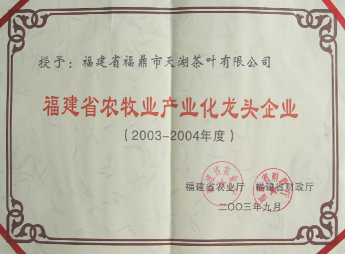 授予：福建省福鼎市天湖茶叶有限公司
福建省农牧业产业化龙头企业
（2003-2004年度）
福建省农业厅 福建省财政厅
二〇〇三年九月